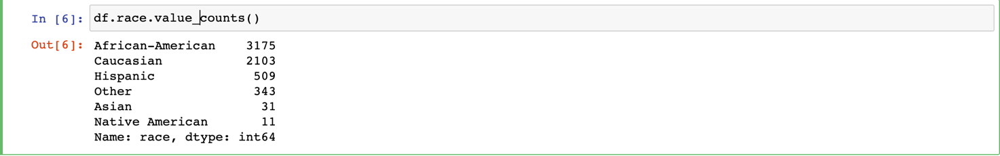 In [6]: df.race.value_counts()
Out[6]: African-American    3175
Caucasian           2103
Hispanic             509
Other                343
Asian                 31
Native American       11
Name: race, dtype: int64